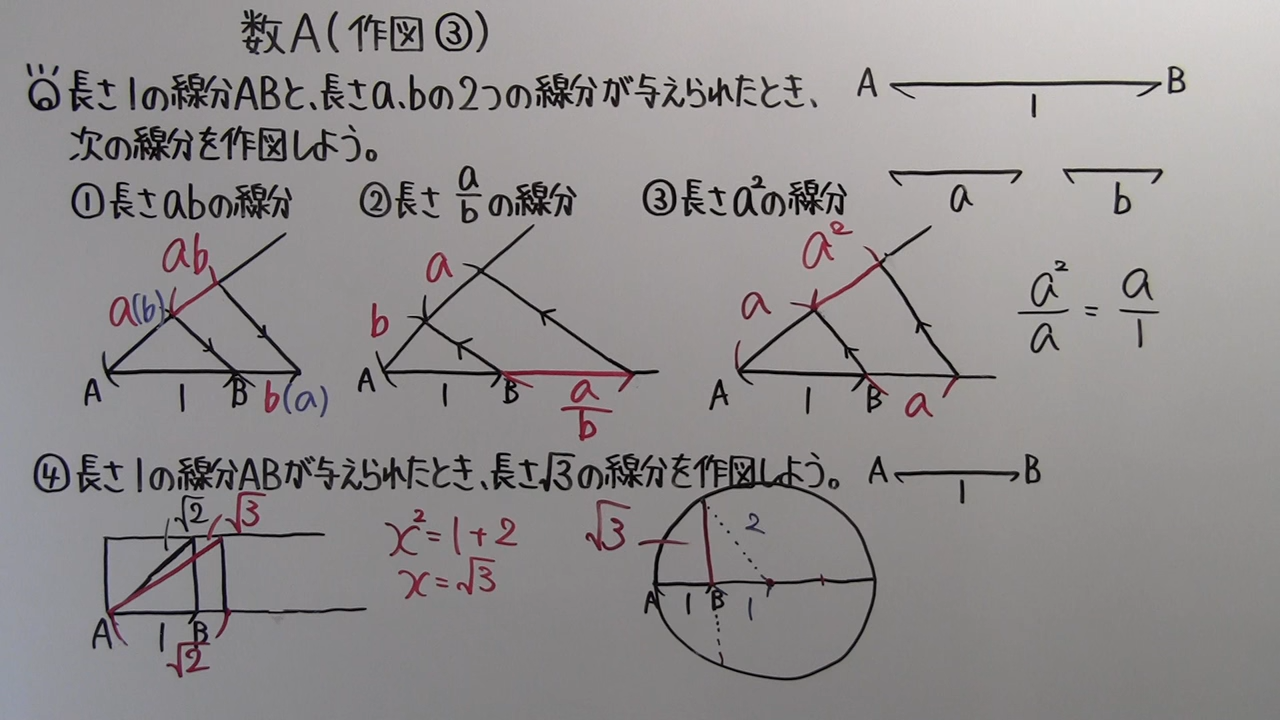 数A(作図③)
長さ1の線分ABと、長さa、bの2つの線分が与えられたとき、
次の線分を作図しよう。
A B
1
a b
①長さabの線分 ②長さa/bの線分 ③長さa²の線分
ab
a(b)
A 1 B b(a)
a
b
A 1 B a/b
a²
a
A 1 B a
a²/a = a/1
④長さ1の線分ABが与えられたとき、長さ√3の線分を作図しよう。
A B
1
√2 √3
A 1 B
√2
x²=1+2
x=√3
√3 2
A 1 B 1